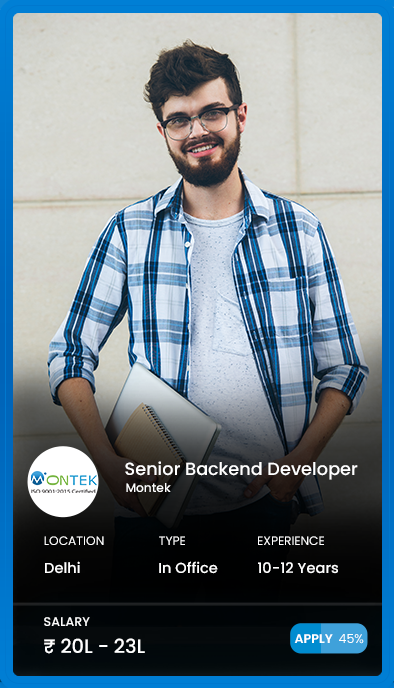 MONTEK
ISO 9001:2015 Certified
Senior Backend Developer
Montek
LOCATION TYPE EXPERIENCE
Delhi In Office 10-12 Years
SALARY
₹ 20L - 23L
APPLY 45%